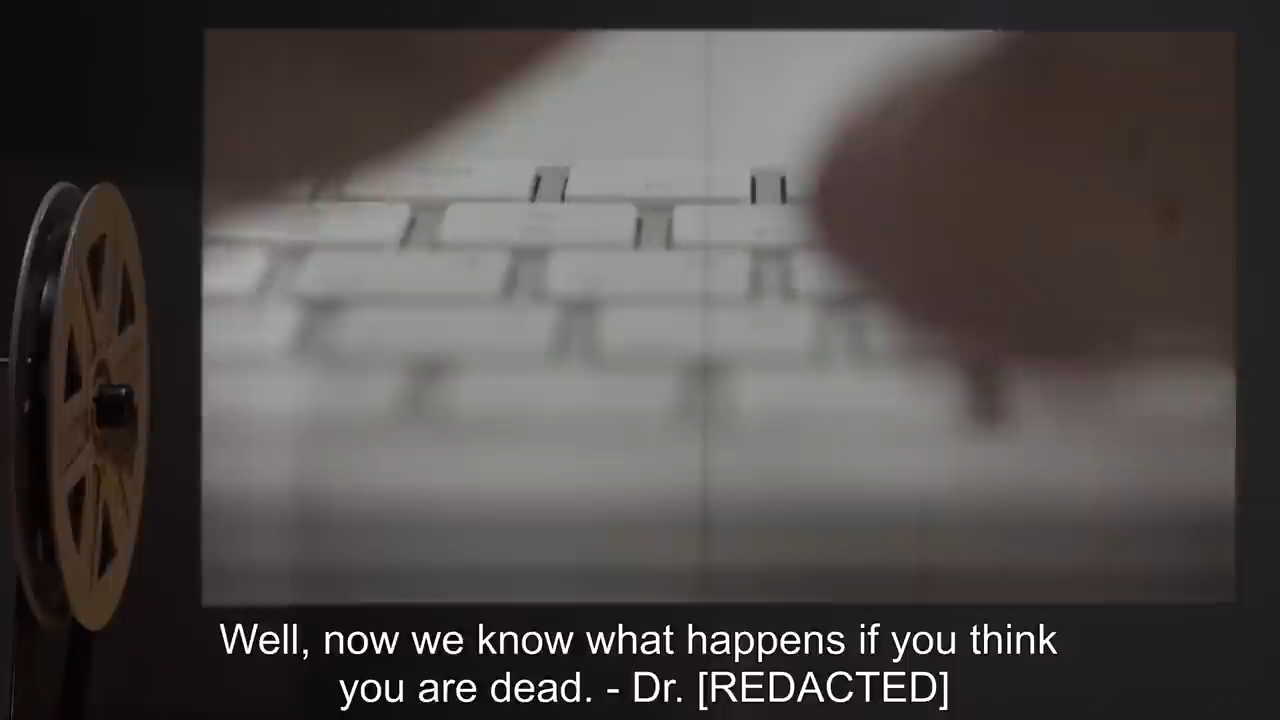 Well, now we know what happens if you think
you are dead. - Dr. [REDACTED]